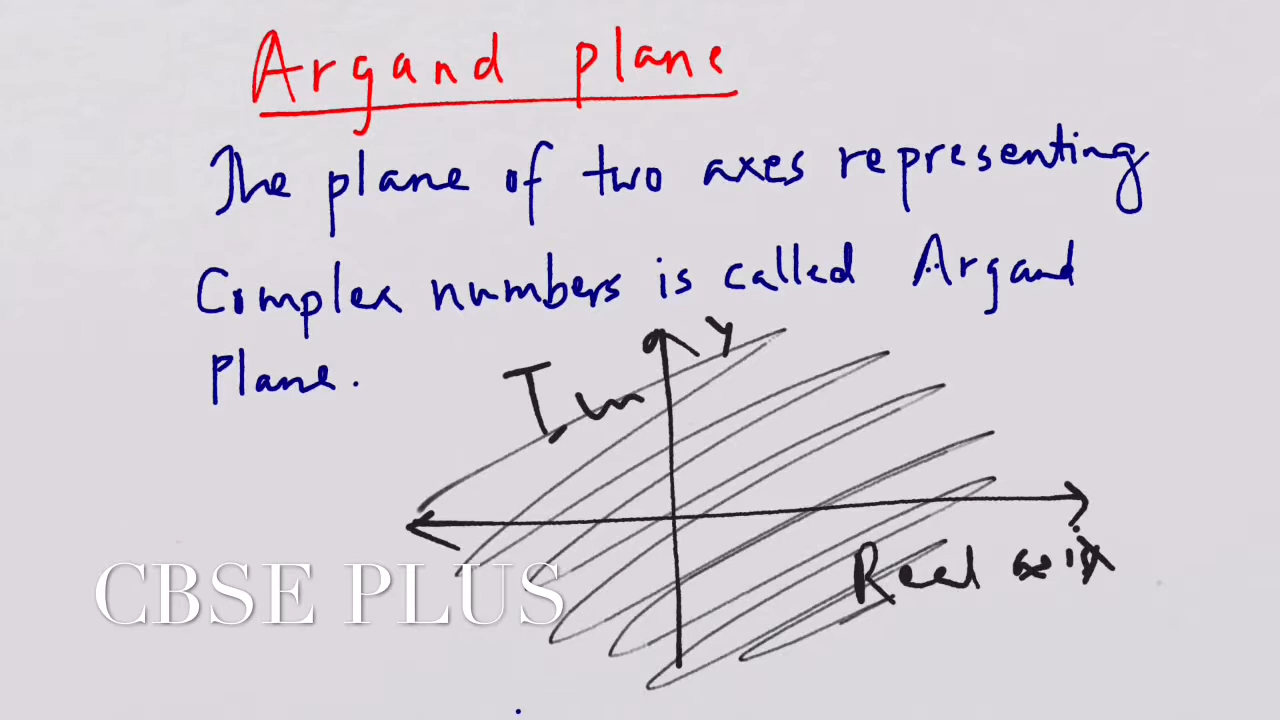 Argand plane
The plane of two axes representing
Complex numbers is called Argand
Plane.
y
Im
Real axis
CBSE PLUS